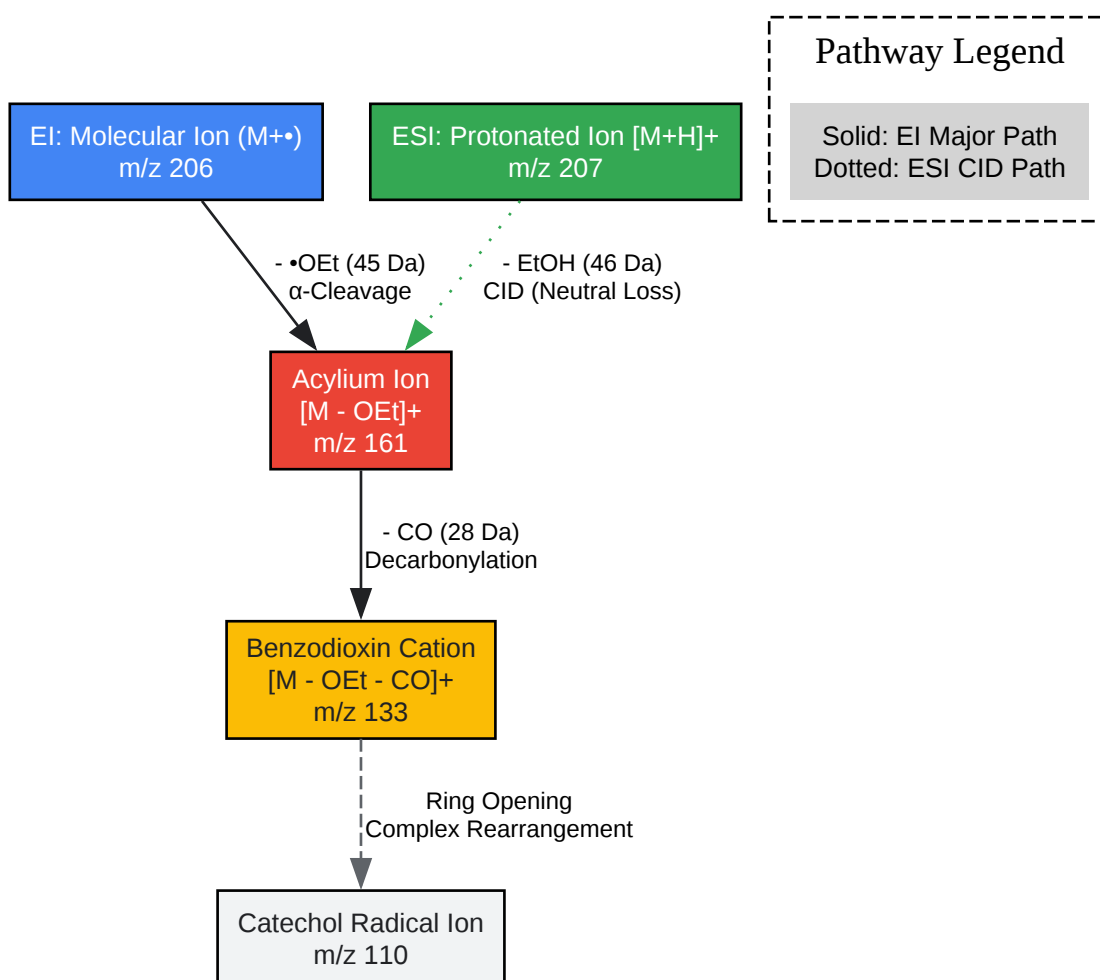 Pathway Legend
Solid: EI Major Path
Dotted: ESI CID Path
EI: Molecular Ion (M+•)
m/z 206
ESI: Protonated Ion [M+H]+
m/z 207
- •OEt (45 Da)
α-Cleavage
- EtOH (46 Da)
CID (Neutral Loss)
Acylium Ion
[M - OEt]+
m/z 161
- CO (28 Da)
Decarbonylation
Benzodioxin Cation
[M - OEt - CO]+
m/z 133
Ring Opening
Complex Rearrangement
Catechol Radical Ion
m/z 110